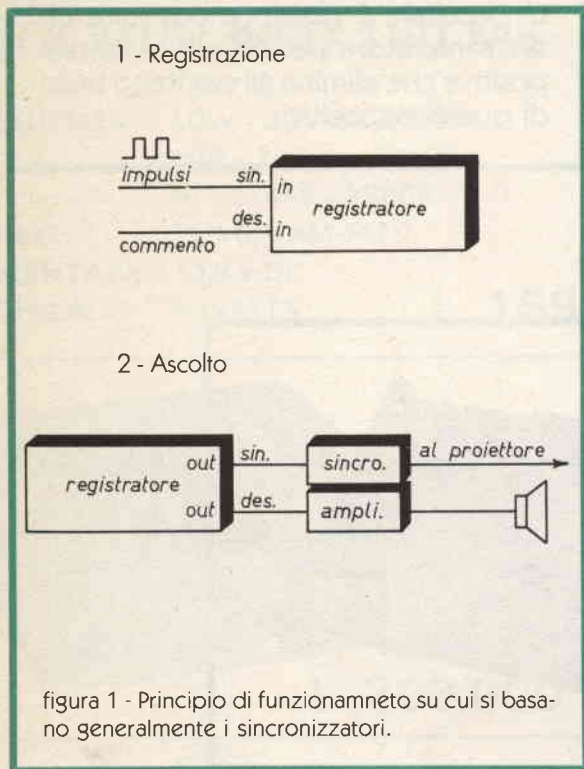 1 - Registrazione
impulsi sin. in
registratore
des. in
commento
2 - Ascolto
out sin. sincro. al proiettore
registratore
out des. ampli.
figura 1 - Principio di funzionamneto su cui si basa-
no generalmente i sincronizzatori.